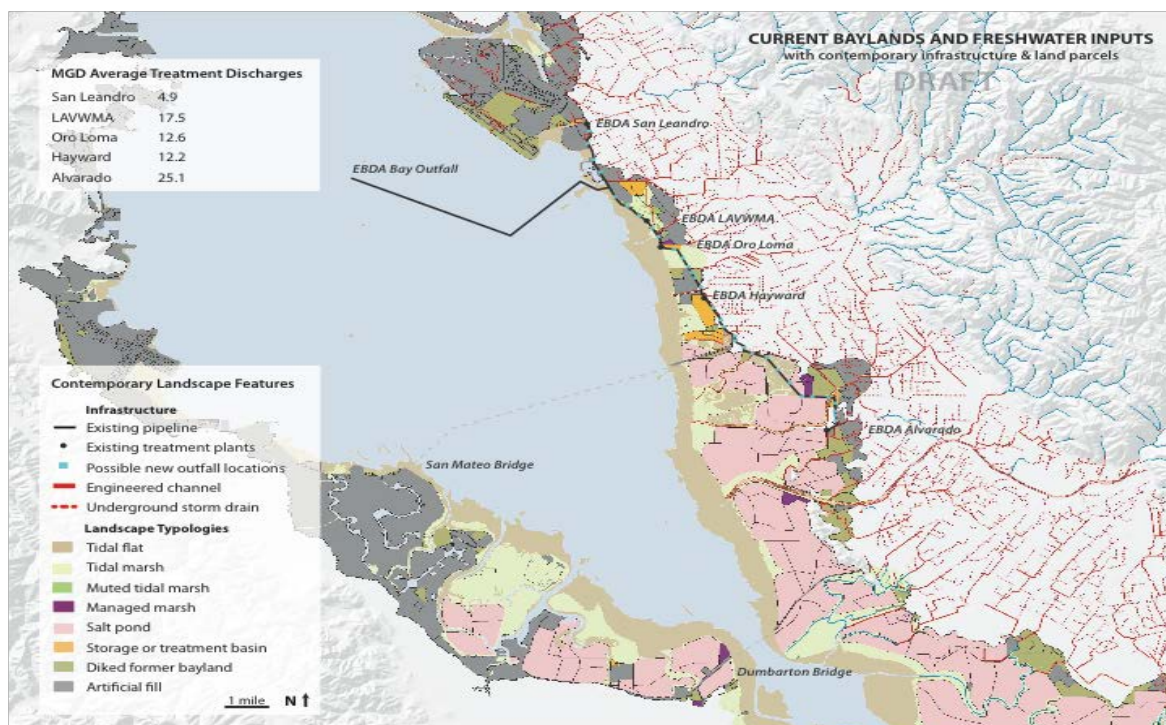 CURRENT BAYLANDS AND FRESHWATER INPUTS
with contemporary infrastructure & land parcels
DRAFT
MGD Average Treatment Discharges
San Leandro 4.9
LAVWMA 17.5
Oro Loma 12.6
Hayward 12.2
Alvarado 25.1
EBDA San Leandro
EBDA Bay Outfall
EBDA LAVWMA
EBDA Oro Loma
EBDA Hayward
EBDA Alvarado
San Mateo Bridge
Dumbarton Bridge
Contemporary Landscape Features
Infrastructure
Existing pipeline
Existing treatment plants
Possible new outfall locations
Engineered channel
Underground storm drain
Landscape Typologies
Tidal flat
Tidal marsh
Muted tidal marsh
Managed marsh
Salt pond
Storage or treatment basin
Diked former bayland
Artificial fill
1 mile N